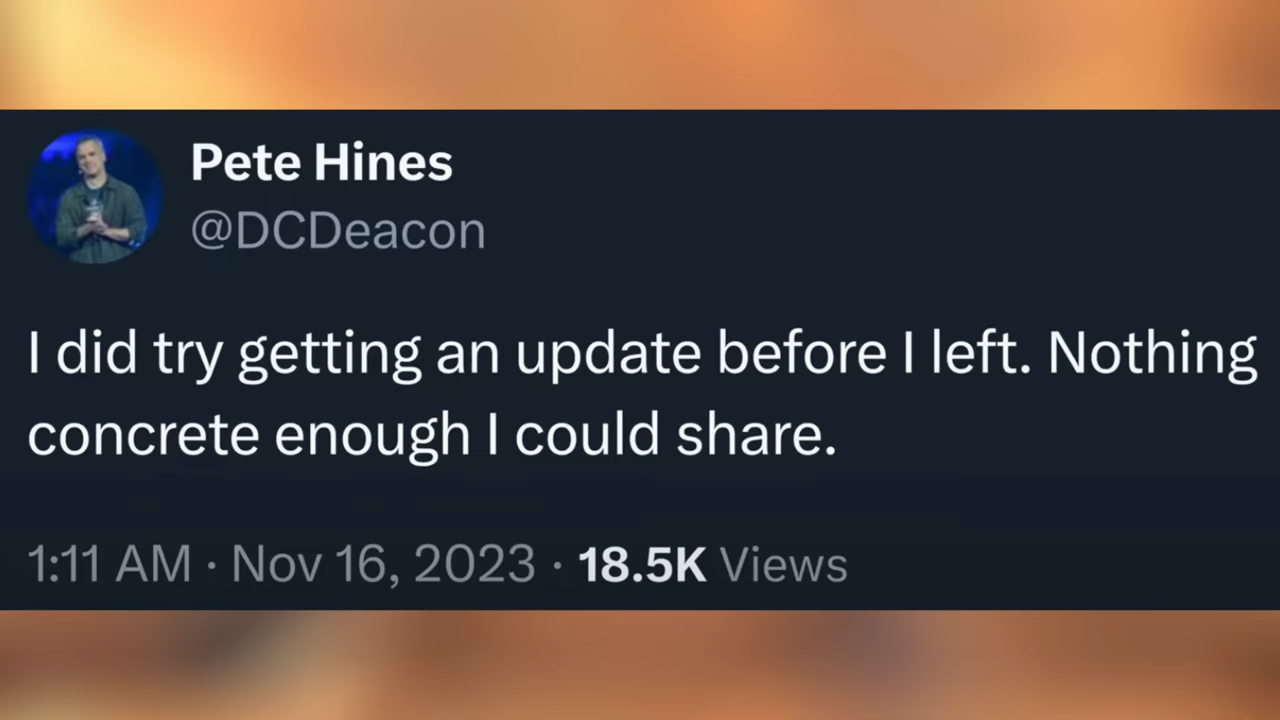 Pete Hines
@DCDeacon
I did try getting an update before I left. Nothing
concrete enough I could share.
1:11 AM · Nov 16, 2023 · 18.5K Views